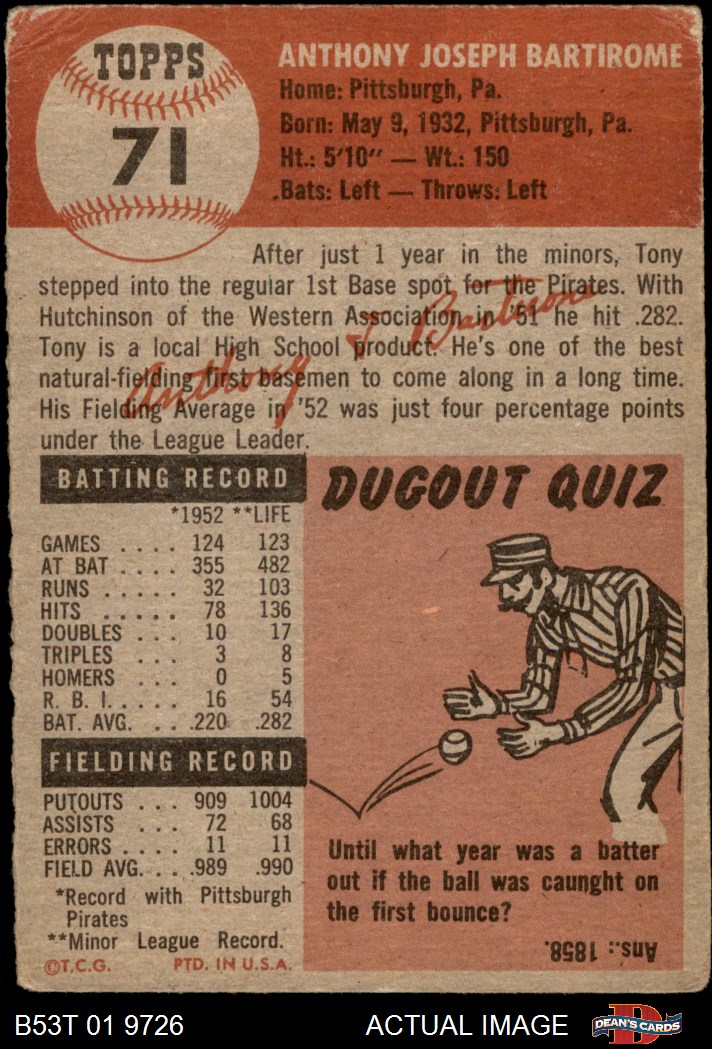 TOPPS
71
ANTHONY JOSEPH BARTIROME
Home: Pittsburgh, Pa.
Born: May 9, 1932, Pittsburgh, Pa.
Ht.: 5'10" — Wt.: 150
Bats: Left — Throws: Left
After just 1 year in the minors, Tony
stepped into the regular 1st Base spot for the Pirates. With
Hutchinson of the Western Association in '51 he hit .282.
Tony is a local High School product. He's one of the best
natural-fielding first basemen to come along in a long time.
His Fielding Average in '52 was just four percentage points
under the League Leader.
Anthony J Bartirome
BATTING RECORD
*1952 **LIFE
GAMES .... 124 123
AT BAT .... 355 482
RUNS ..... 32 103
HITS ..... 78 136
DOUBLES ... 10 17
TRIPLES ... 3 8
HOMERS ... 0 5
R. B. I..... 16 54
BAT. AVG. .. .220 .282
FIELDING RECORD
PUTOUTS ... 909 1004
ASSISTS ... 72 68
ERRORS .... 11 11
FIELD AVG. .. .989 .990
*Record with Pittsburgh
Pirates
**Minor League Record.
©T.C.G. PTD. IN U.S.A.
DUGOUT QUIZ
Until what year was a batter
out if the ball was caunght on
the first bounce?
Ans.: 1858.
B53T 01 9726 ACTUAL IMAGE
D
DEAN'S CARDS